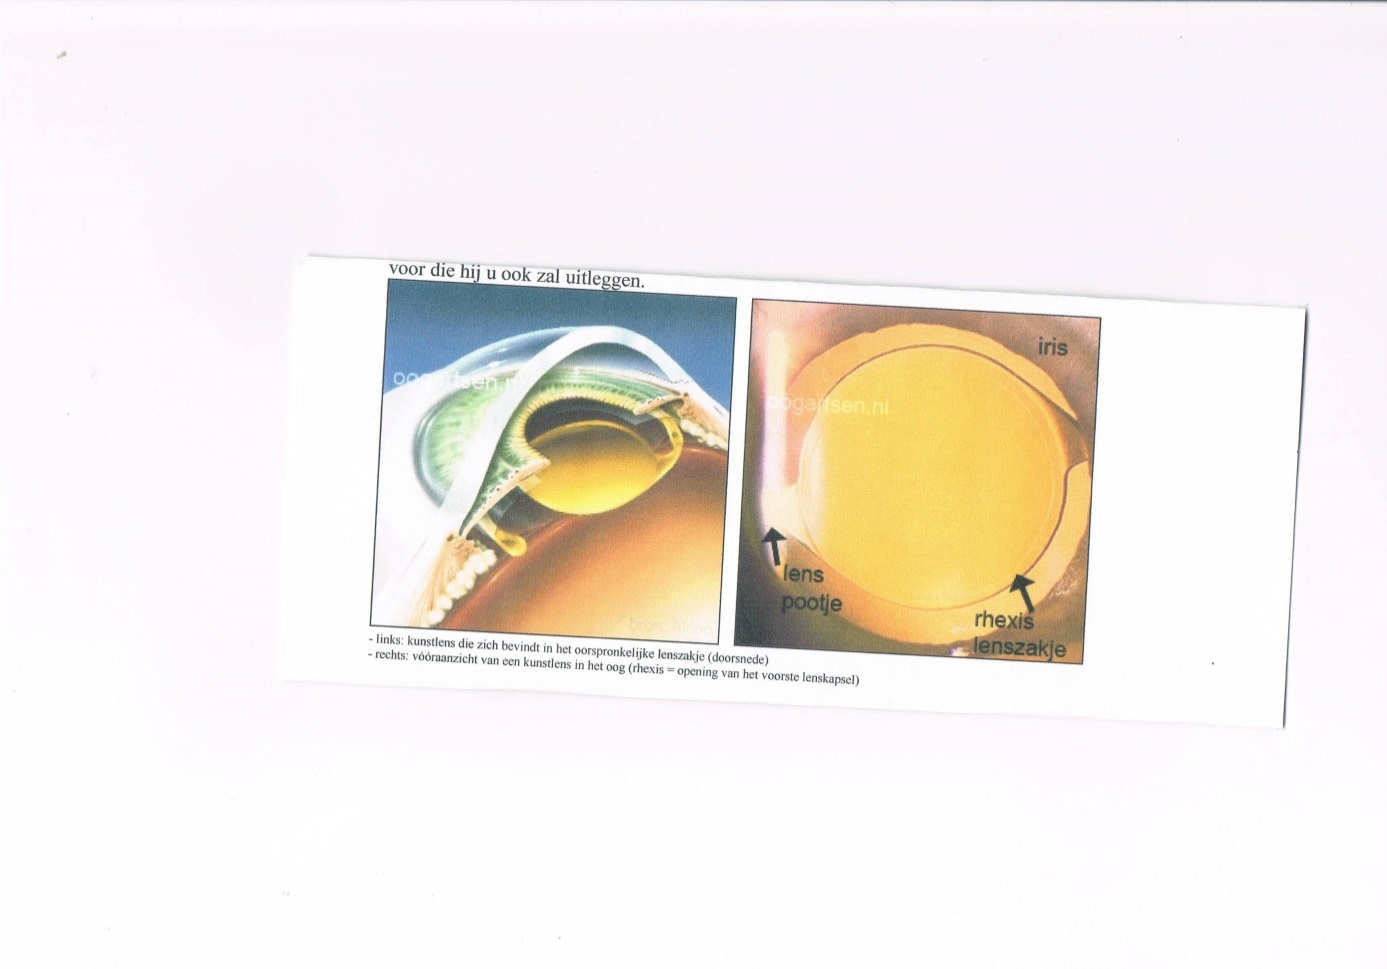 voor die hij u ook zal uitleggen.
oogartsen.nl
iris
oogartsen.nl
lens
pootje
rhexis
lenszakje
- links: kunstlens die zich bevindt in het oorspronkelijke lenszakje (doorsnede)
- rechts: vóóraanzicht van een kunstlens in het oog (rhexis = opening van het voorste lenskapsel)